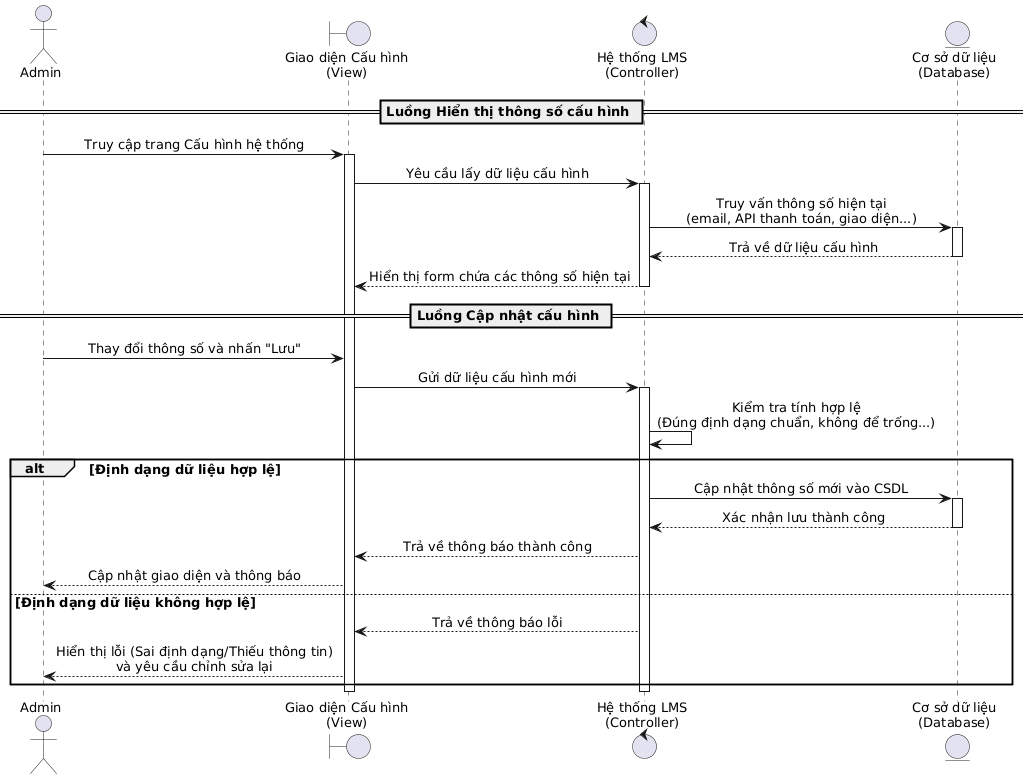 Admin
Giao diện Cấu hình
(View)
Hệ thống LMS
(Controller)
Cơ sở dữ liệu
(Database)
Luồng Hiển thị thông số cấu hình
Truy cập trang Cấu hình hệ thống
Yêu cầu lấy dữ liệu cấu hình
Truy vấn thông số hiện tại
(email, API thanh toán, giao diện...)
Trả về dữ liệu cấu hình
Hiển thị form chứa các thông số hiện tại
Luồng Cập nhật cấu hình
Thay đổi thông số và nhấn "Lưu"
Gửi dữ liệu cấu hình mới
Kiểm tra tính hợp lệ
(Đúng định dạng chuẩn, không để trống...)
alt
[Định dạng dữ liệu hợp lệ]
Cập nhật thông số mới vào CSDL
Xác nhận lưu thành công
Trả về thông báo thành công
Cập nhật giao diện và thông báo
[Định dạng dữ liệu không hợp lệ]
Trả về thông báo lỗi
Hiển thị lỗi (Sai định dạng/Thiếu thông tin)
và yêu cầu chỉnh sửa lại
Admin
Giao diện Cấu hình
(View)
Hệ thống LMS
(Controller)
Cơ sở dữ liệu
(Database)